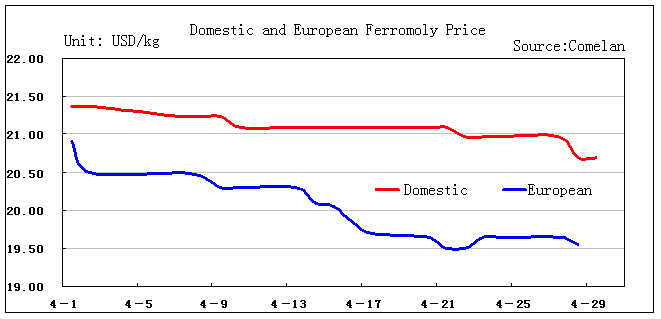 Domestic and European Ferromoly Price
Unit: USD/kg
Source:Comelan
22.00
21.50
21.00
20.50
20.00
19.50
19.00
Domestic
European
4-1 4-5 4-9 4-13 4-17 4-21 4-25 4-29